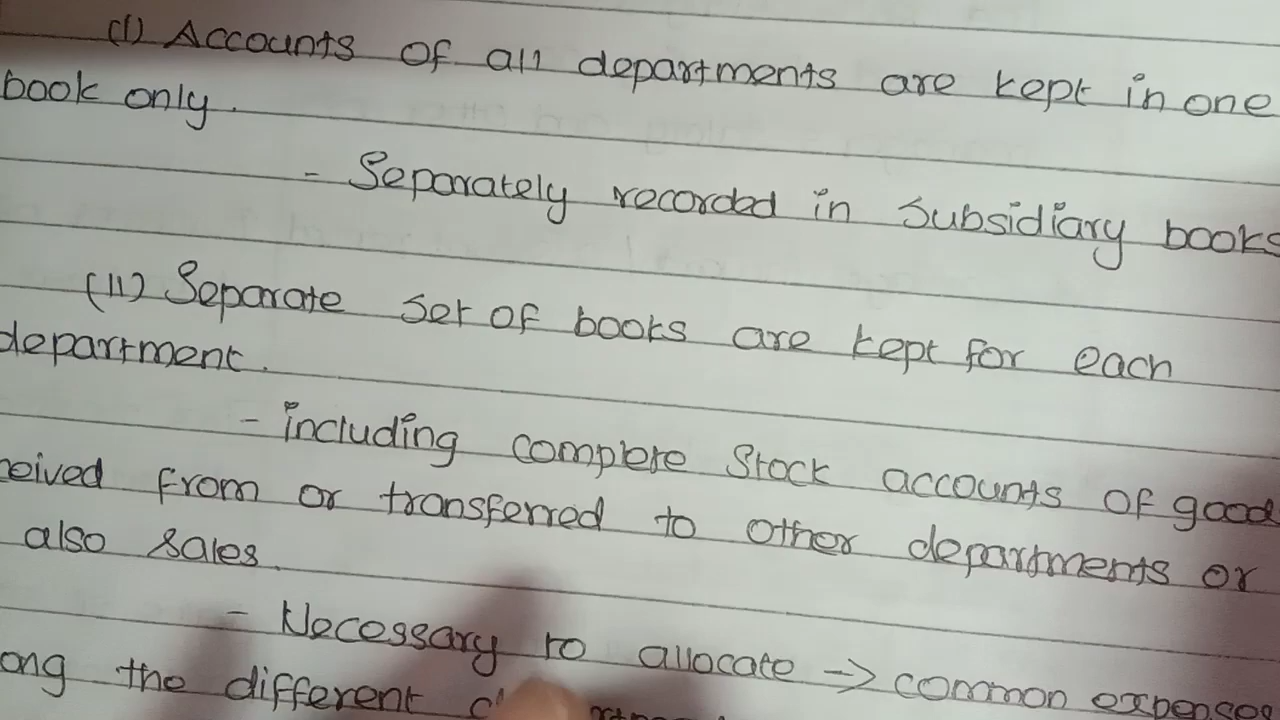 (I) Accounts of all departments are kept in one
book only.
- Separately recorded in Subsidiary books
(II) Separate set of books are kept for each
department.
- including complete Stock accounts of good
ceived from or transferred to other departments or
also sales.
- Necessary to allocate → common expenses
ong the different